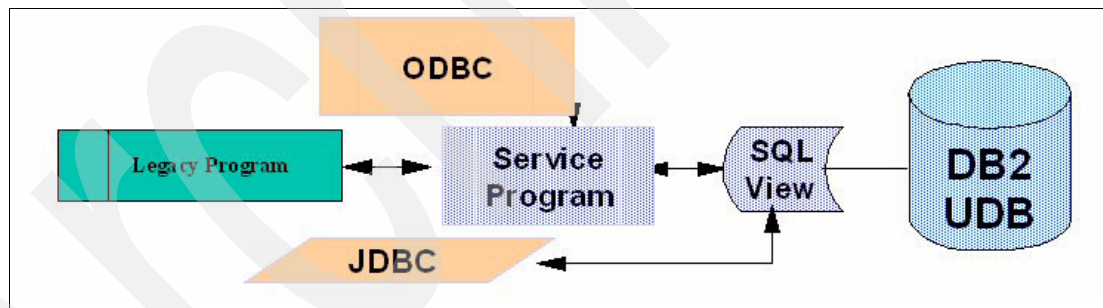 ODBC
Legacy Program
Service
Program
SQL
View
DB2
UDB
JDBC